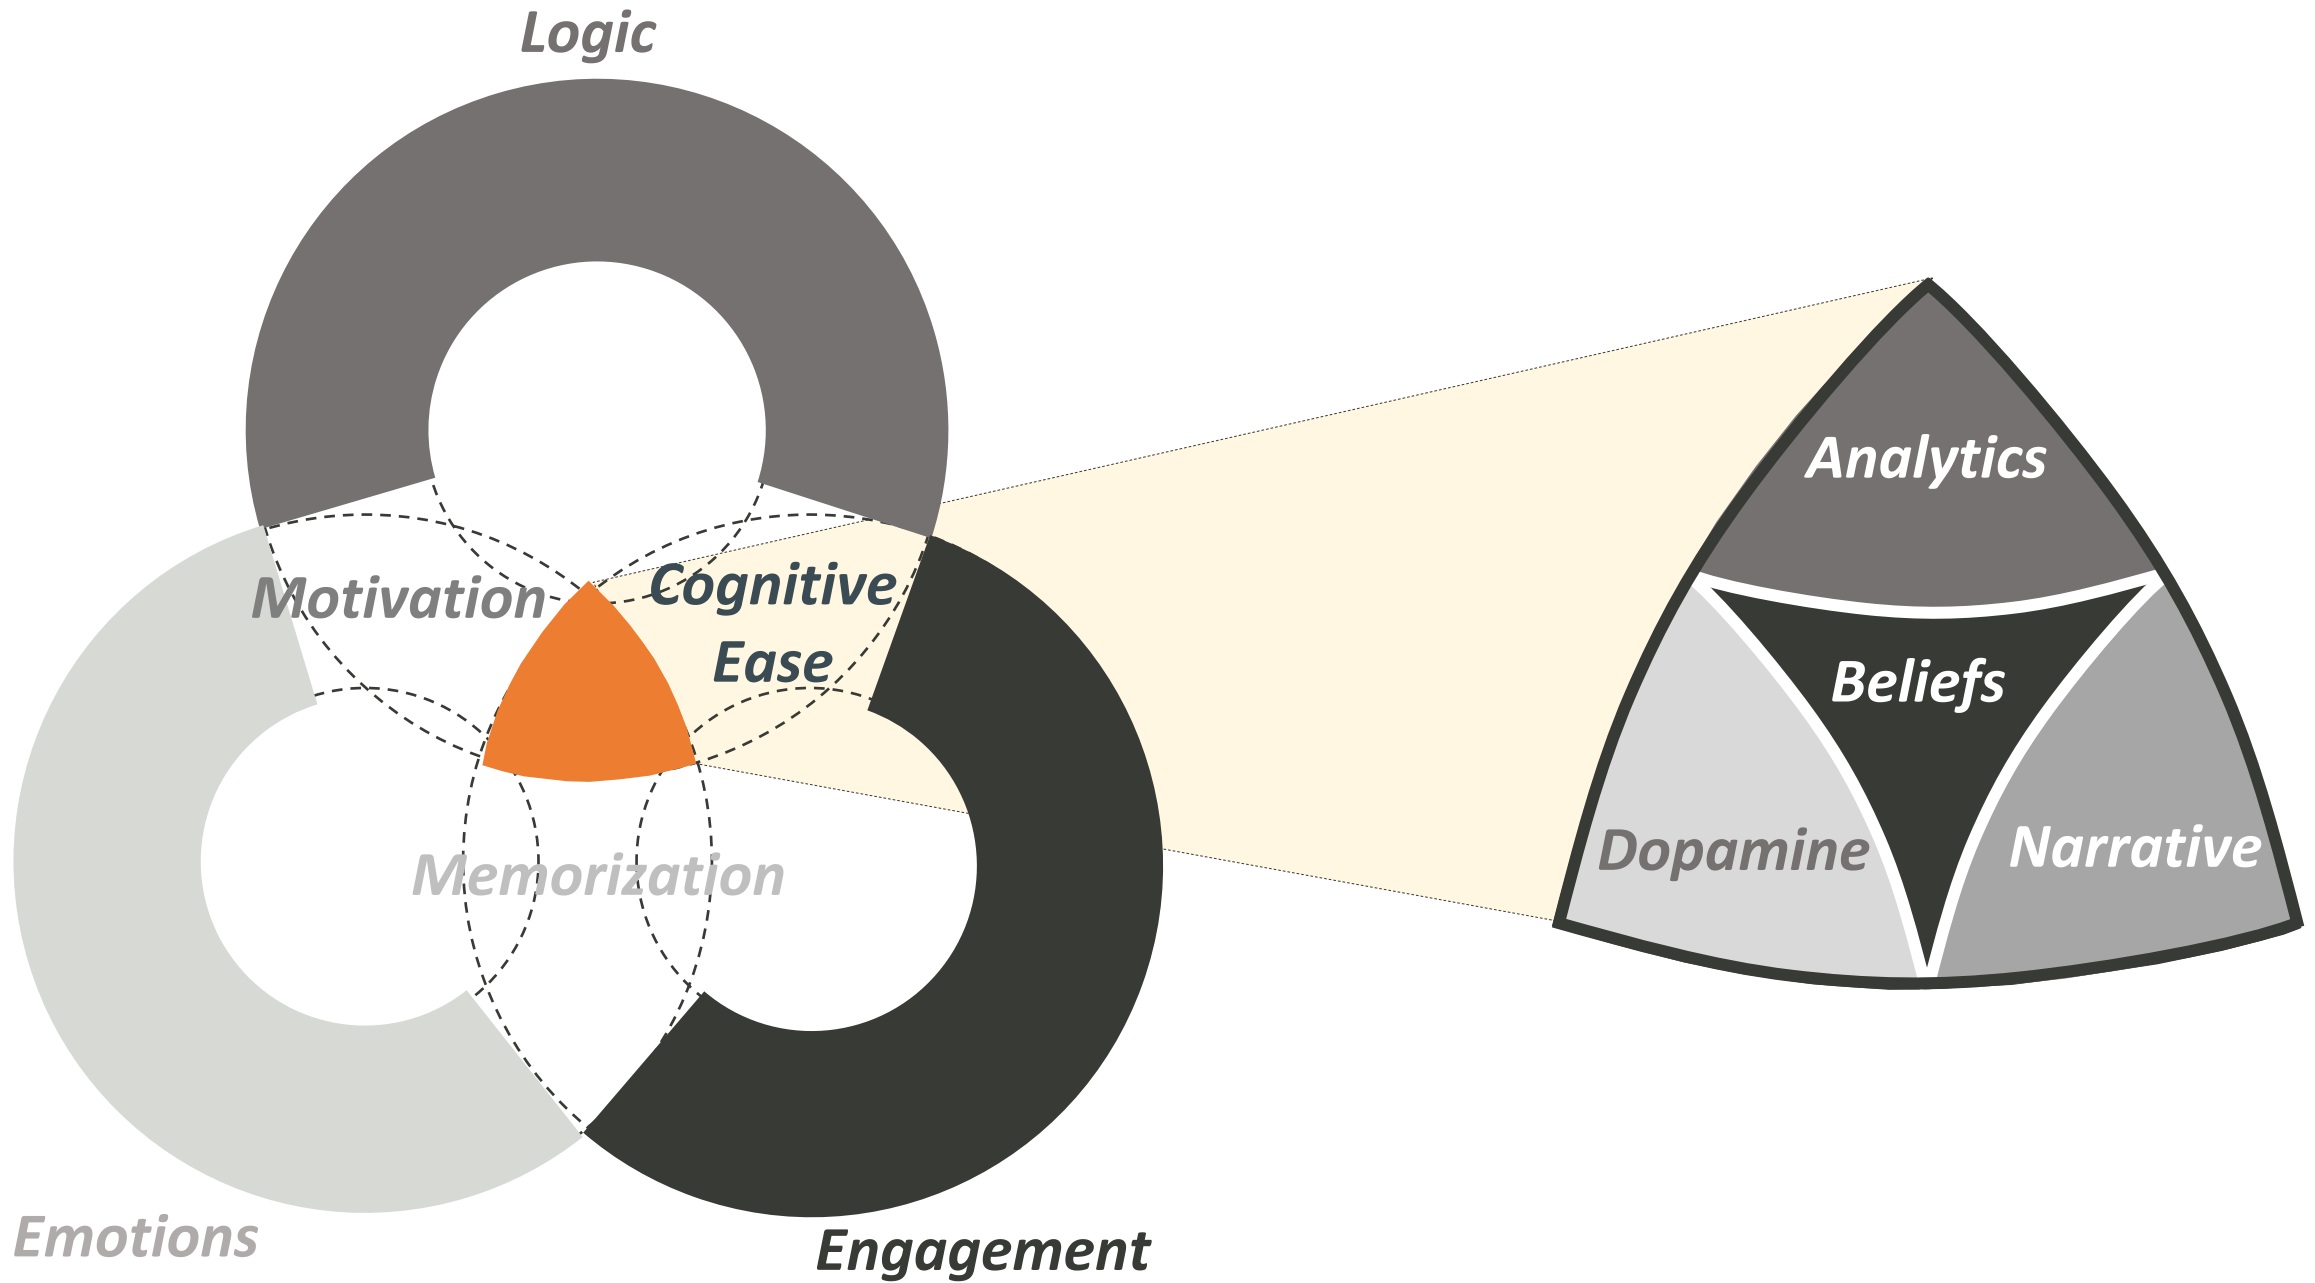 Logic
Motivation
Cognitive
Ease
Memorization
Emotions
Engagement
Analytics
Beliefs
Dopamine
Narrative